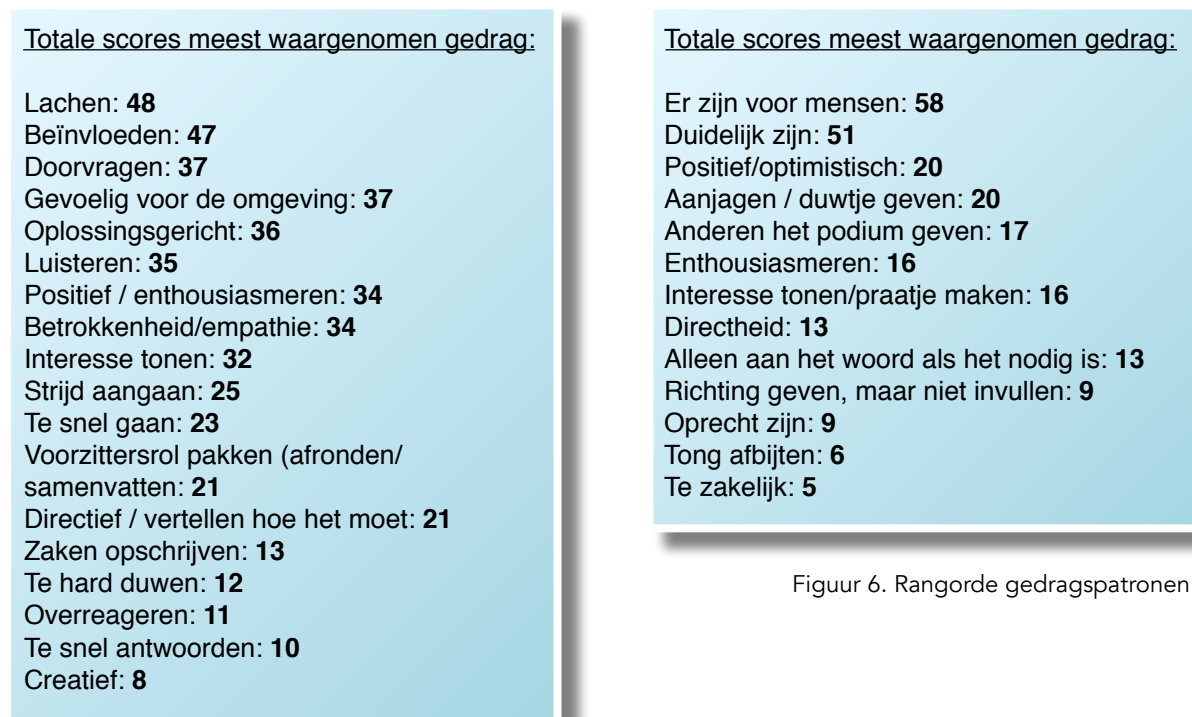 Totale scores meest waargenomen gedrag:
Lachen: 48
Beïnvloeden: 47
Doorvragen: 37
Gevoelig voor de omgeving: 37
Oplossingsgericht: 36
Luisteren: 35
Positief / enthousiasmeren: 34
Betrokkenheid/empathie: 34
Interesse tonen: 32
Strijd aangaan: 25
Te snel gaan: 23
Voorzittersrol pakken (afronden/
samenvatten: 21
Directief / vertellen hoe het moet: 21
Zaken opschrijven: 13
Te hard duwen: 12
Overreageren: 11
Te snel antwoorden: 10
Creatief: 8
Totale scores meest waargenomen gedrag:
Er zijn voor mensen: 58
Duidelijk zijn: 51
Positief/optimistisch: 20
Aanjagen / duwtje geven: 20
Anderen het podium geven: 17
Enthousiasmeren: 16
Interesse tonen/praatje maken: 16
Directheid: 13
Alleen aan het woord als het nodig is: 13
Richting geven, maar niet invullen: 9
Oprecht zijn: 9
Tong afbijten: 6
Te zakelijk: 5
Figuur 6. Rangorde gedragspatronen